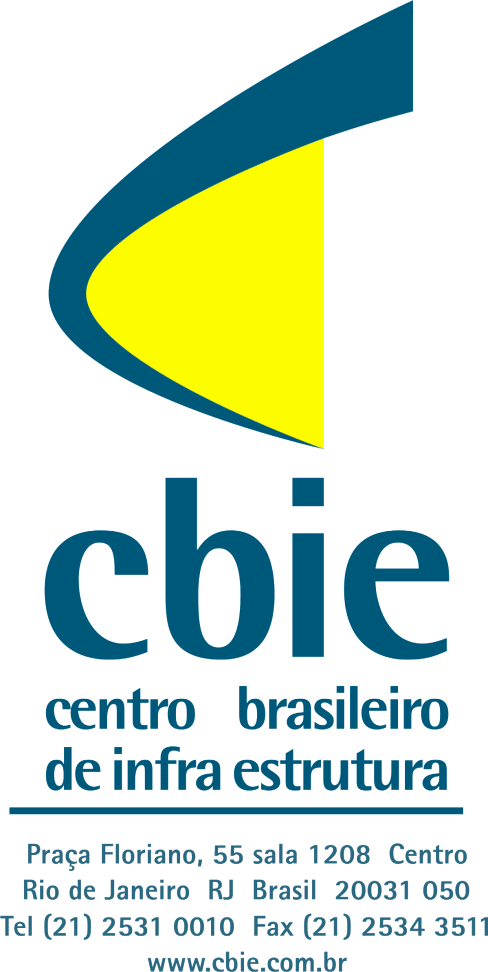 cbie
centro brasileiro
de infra estrutura
Praça Floriano, 55 sala 1208 Centro
Rio de Janeiro RJ Brasil 20031 050
Tel (21) 2531 0010 Fax (21) 2534 3511
www.cbie.com.br